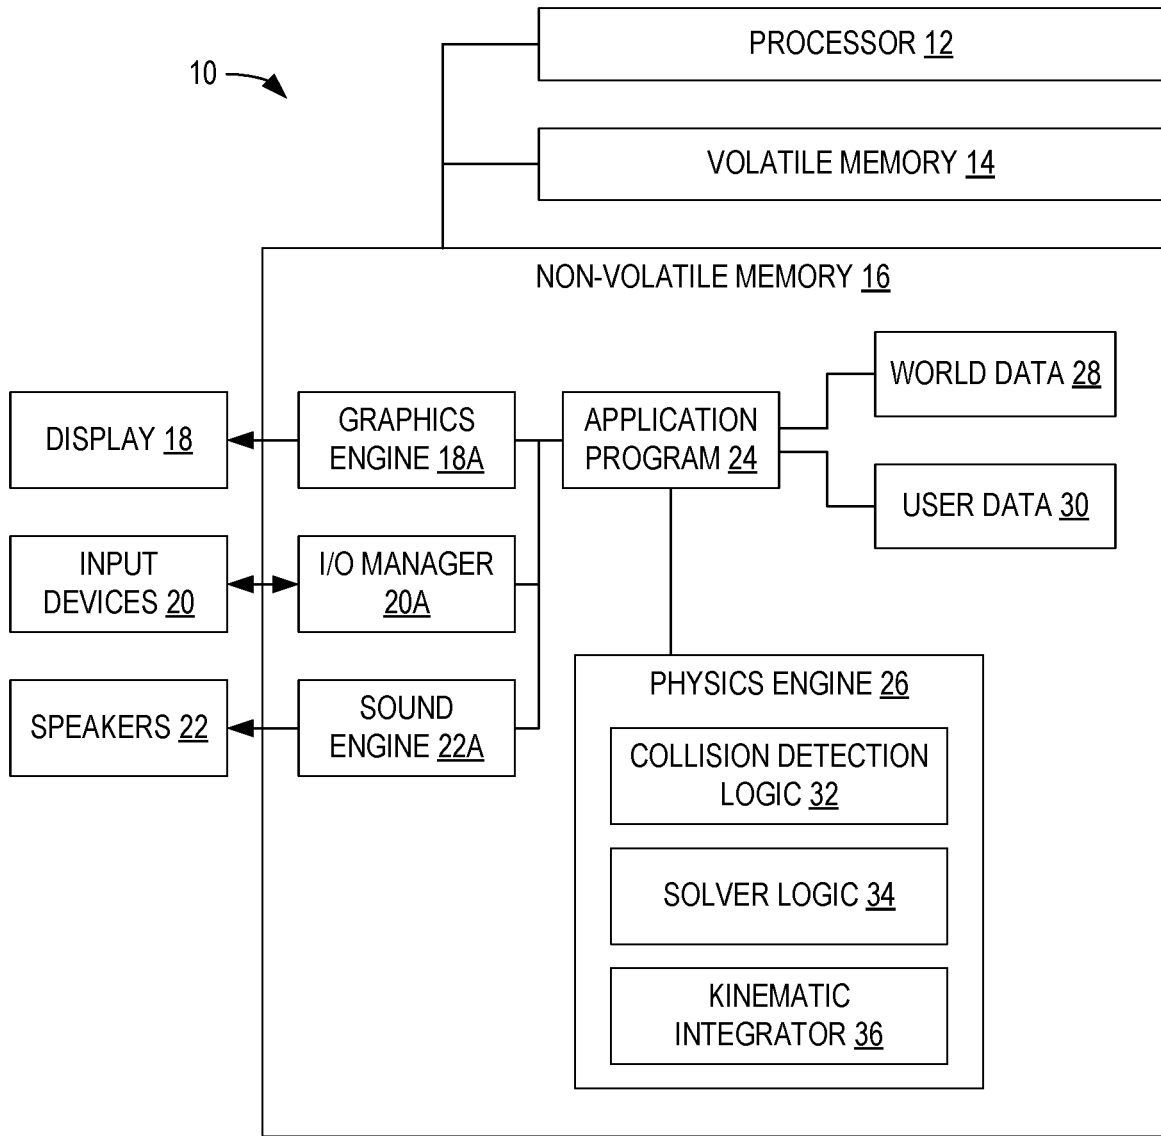 PROCESSOR 12
10
VOLATILE MEMORY 14
NON-VOLATILE MEMORY 16
WORLD DATA 28
DISPLAY 18
GRAPHICS
ENGINE 18A
APPLICATION
PROGRAM 24
USER DATA 30
INPUT
DEVICES 20
I/O MANAGER
20A
SPEAKERS 22
SOUND
ENGINE 22A
PHYSICS ENGINE 26
COLLISION DETECTION
LOGIC 32
SOLVER LOGIC 34
KINEMATIC
INTEGRATOR 36